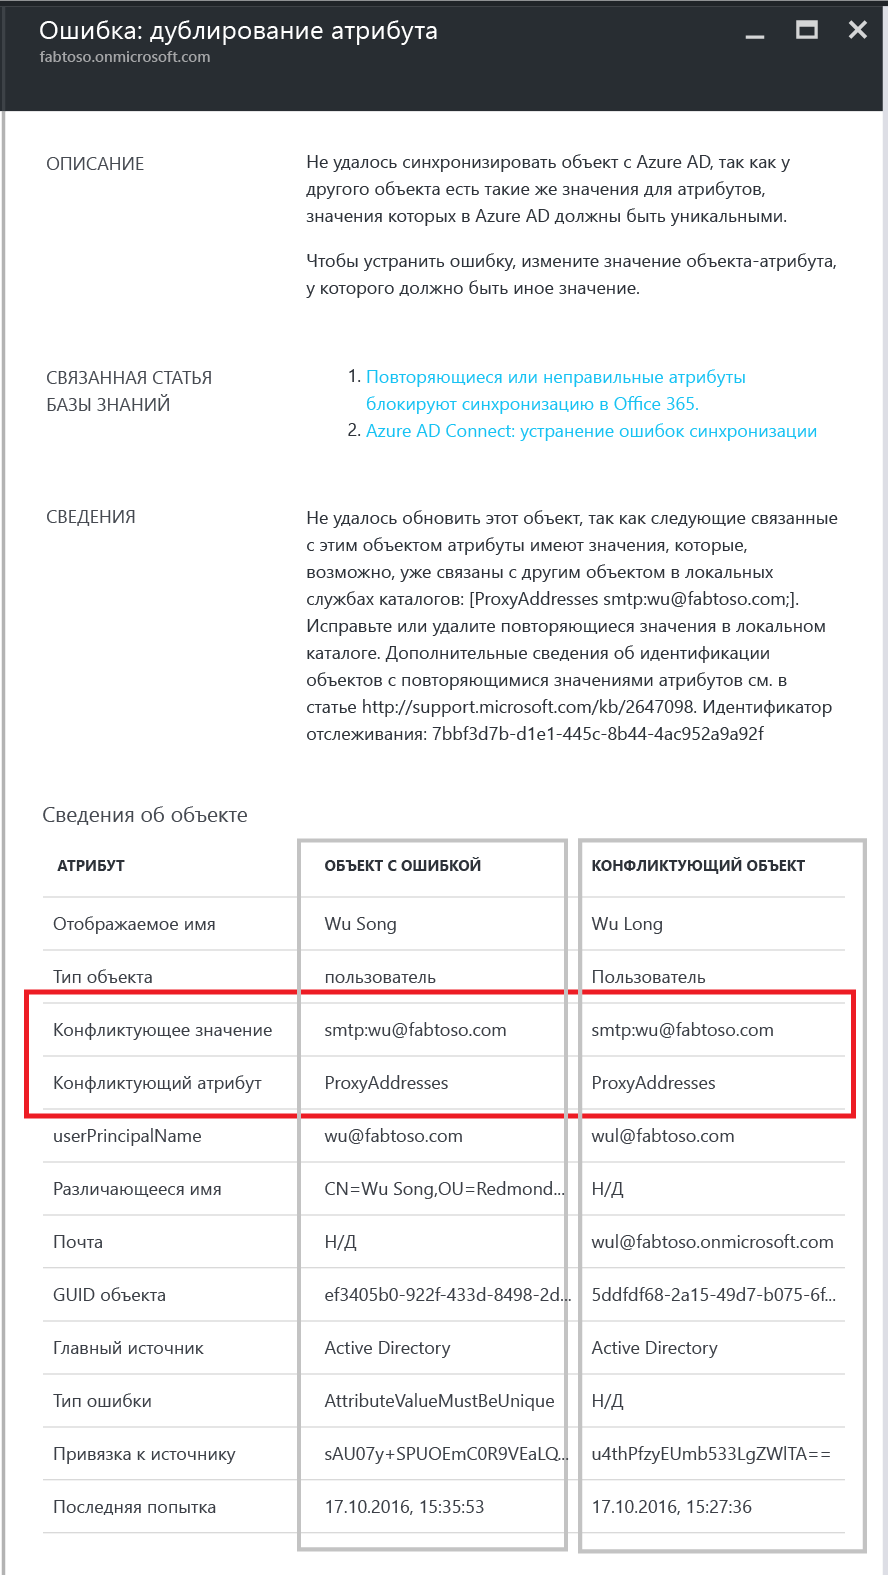 Ошибка: дублирование атрибута
fabtoso.onmicrosoft.com
ОПИСАНИЕ
Не удалось синхронизировать объект с Azure AD, так как у
другого объекта есть такие же значения для атрибутов,
значения которых в Azure AD должны быть уникальными.
Чтобы устранить ошибку, измените значение объекта-атрибута,
у которого должно быть иное значение.
СВЯЗАННАЯ СТАТЬЯ
БАЗЫ ЗНАНИЙ
1. Повторяющиеся или неправильные атрибуты
блокируют синхронизацию в Office 365.
2. Azure AD Connect: устранение ошибок синхронизации
СВЕДЕНИЯ
Не удалось обновить этот объект, так как следующие связанные
с этим объектом атрибуты имеют значения, которые,
возможно, уже связаны с другим объектом в локальных
службах каталогов: [ProxyAddresses smtp:wu@fabtoso.com;].
Исправьте или удалите повторяющиеся значения в локальном
каталоге. Дополнительные сведения об идентификации
объектов с повторяющимися значениями атрибутов см. в
статье http://support.microsoft.com/kb/2647098. Идентификатор
отслеживания: 7bbf3d7b-d1e1-445c-8b44-4ac952a9a92f
Сведения об объекте
АТРИБУТ ОБЪЕКТ С ОШИБКОЙ КОНФЛИКТУЮЩИЙ ОБЪЕКТ
Отображаемое имя Wu Song Wu Long
Тип объекта пользователь Пользователь
Конфликтующее значение smtp:wu@fabtoso.com smtp:wu@fabtoso.com
Конфликтующий атрибут ProxyAddresses ProxyAddresses
userPrincipalName wu@fabtoso.com wul@fabtoso.com
Различающееся имя CN=Wu Song,OU=Redmond... Н/Д
Почта Н/Д wul@fabtoso.onmicrosoft.com
GUID объекта ef3405b0-922f-433d-8498-2d... 5ddfdf68-2a15-49d7-b075-6f...
Главный источник Active Directory Active Directory
Тип ошибки AttributeValueMustBeUnique Н/Д
Привязка к источнику sAU07y+SPUOEmC0R9VEaLQ... u4thPfzyEUmb533LgZWlTA==
Последняя попытка 17.10.2016, 15:35:53 17.10.2016, 15:27:36